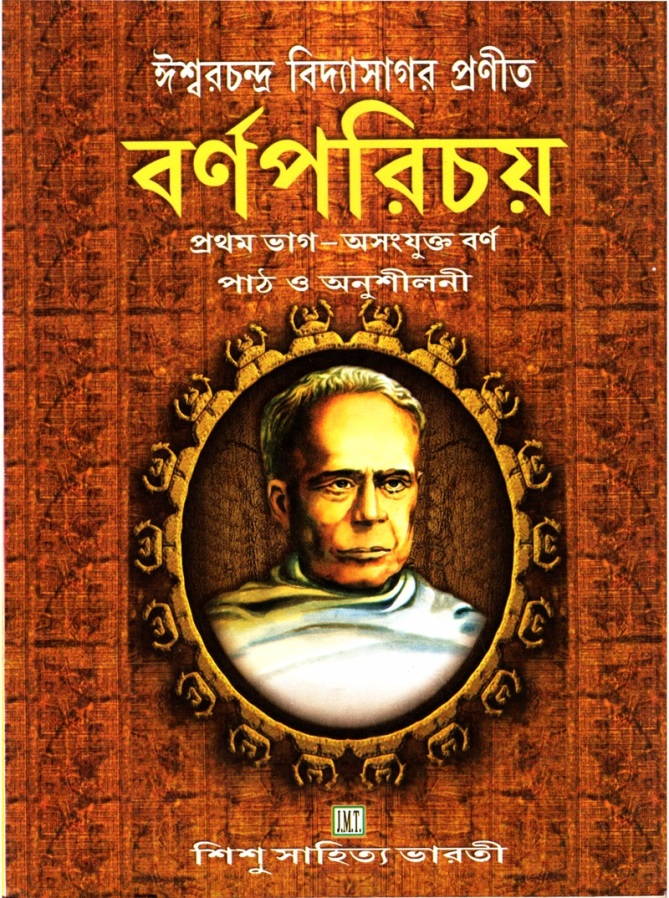 ঈশ্বরচন্দ্র বিদ্যাসাগর প্রণীত
বর্ণপরিচয়
প্রথম ভাগ – অসংযুক্ত বর্ণ
পাঠ ও অনুশীলনী
J.M.T.
শিশু সাহিত্য ভারতী